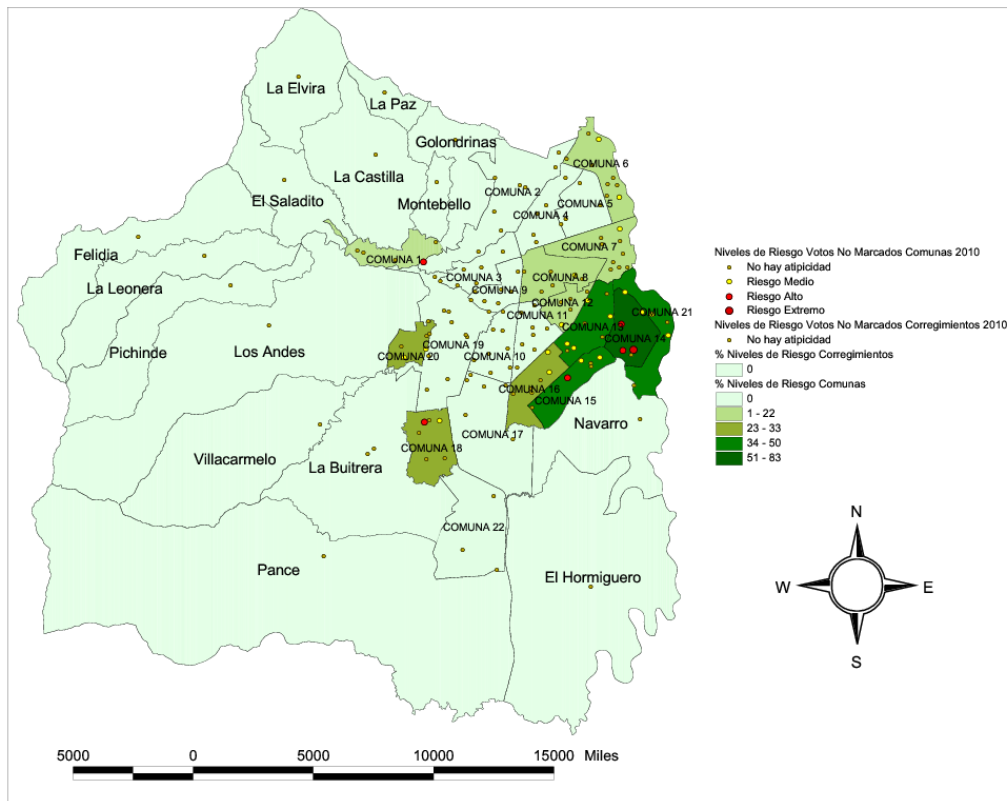 La Elvira
La Paz
Golondrinas
COMUNA 6
La Castilla
COMUNA 2
El Saladito
Montebello
COMUNA 5
COMUNA 4
Felidia
COMUNA 1
COMUNA 7
La Leonera
COMUNA 3
COMUNA 8
COMUNA 9
COMUNA 12
COMUNA 11
COMUNA 21
COMUNA 13
COMUNA 14
Pichinde
Los Andes
COMUNA 19
COMUNA 20
COMUNA 10
COMUNA 16
COMUNA 15
Navarro
COMUNA 17
Villacarmelo
La Buitrera
COMUNA 18
COMUNA 22
Pance
El Hormiguero
Niveles de Riesgo Votos No Marcados Comunas 2010
No hay atipicidad
Riesgo Medio
Riesgo Alto
Riesgo Extremo
Niveles de Riesgo Votos No Marcados Corregimientos 2010
No hay atipicidad
% Niveles de Riesgo Corregimientos
0
% Niveles de Riesgo Comunas
0
1 - 22
23 - 33
34 - 50
51 - 83
N
W
E
S
5000 0 5000 10000 15000 Miles